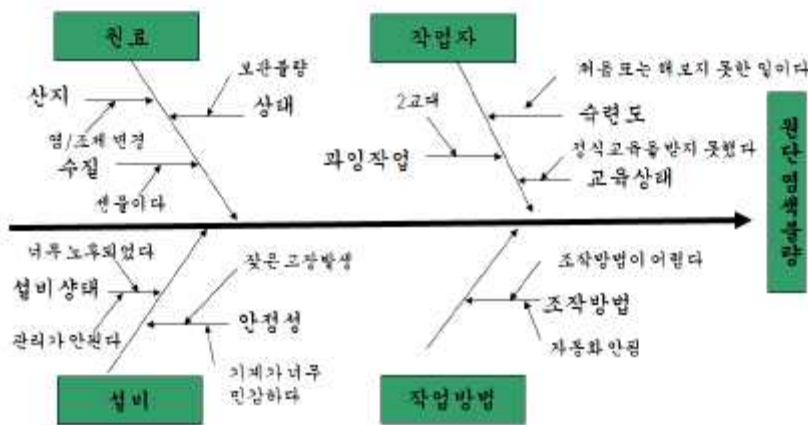 원료
작업자
보관불량
산지
상태
염/조제 변경
수질
센물이다
처음 또는 해보지 못한 일이다
2교대
숙련도
과잉작업
정식교육을 받지 못했다
교육상태
원단염색불량
너무 노후되었다
설비상태
관리가 안된다
잦은 고장발생
안정성
기계가 너무
민감하다
조작방법이 어렵다
조작방법
자동화 안됨
설비
작업방법